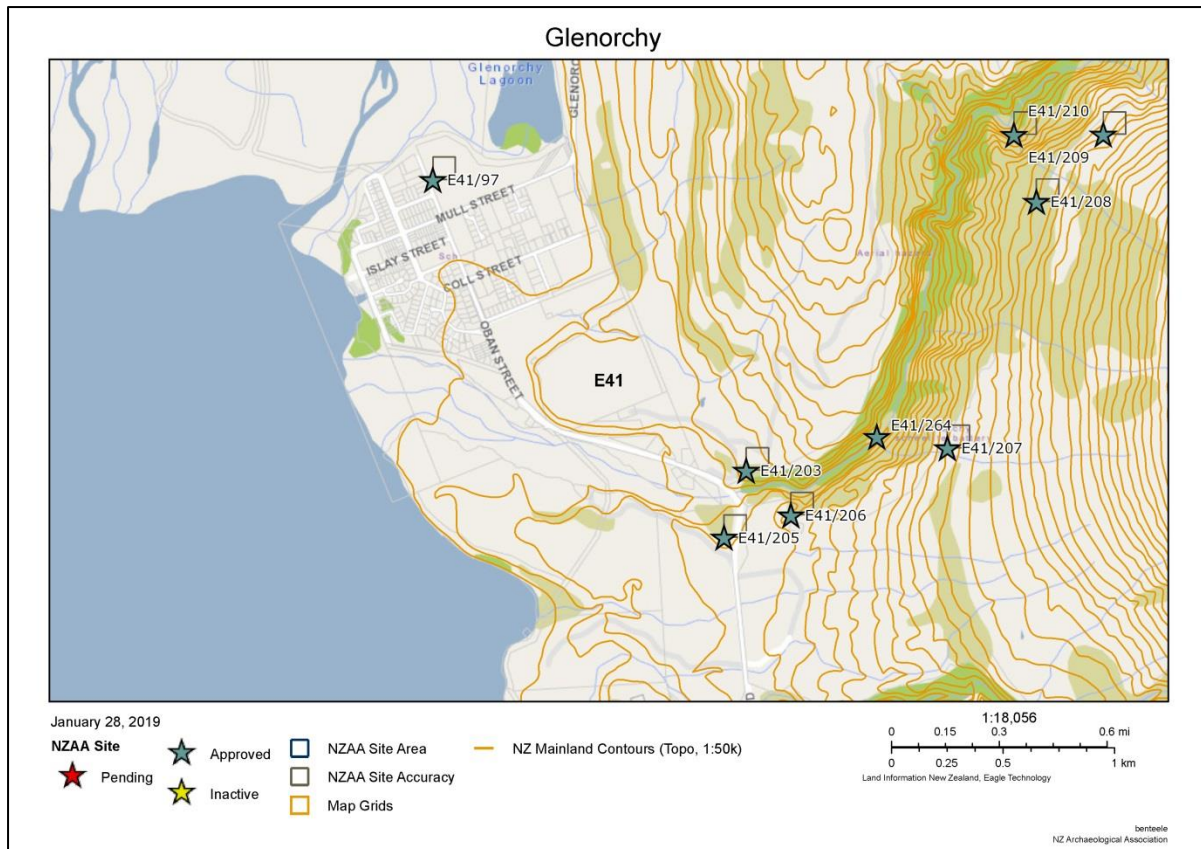 Glenorchy
Glenorchy
Lagoon
GLENORC
E41/210
E41/209
E41/208
E41/97
MULL STREET
ISLAY STREET
Sch
COLL STREET
OBAN STREET
E41
E41/264
E41/207
E41/203
E41/206
E41/205
D
January 28, 2019
NZAA Site
Pending
Approved
Inactive
NZAA Site Area
NZAA Site Accuracy
Map Grids
NZ Mainland Contours (Topo, 1:50k)
1:18,056
0 0.15 0.3 0.6 mi
0 0.25 0.5 1 km
Land Information New Zealand, Eagle Technology
benteele
NZ Archaeological Association